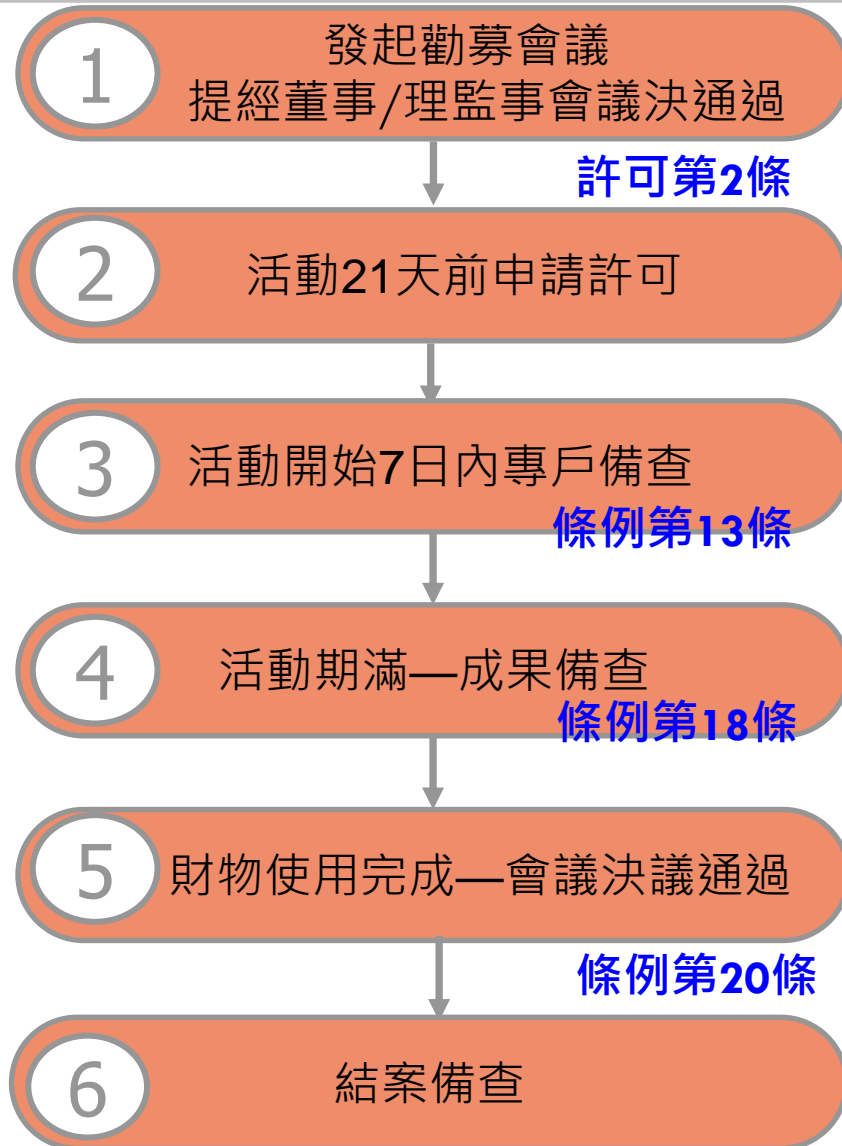 1
發起勸募會議
提經董事/理監事會議決通過
許可第2條
2
活動21天前申請許可
3
活動開始7日內專戶備查
條例第13條
4
活動期滿—成果備查
條例第18條
5
財物使用完成—會議決議通過
條例第20條
6
結案備查